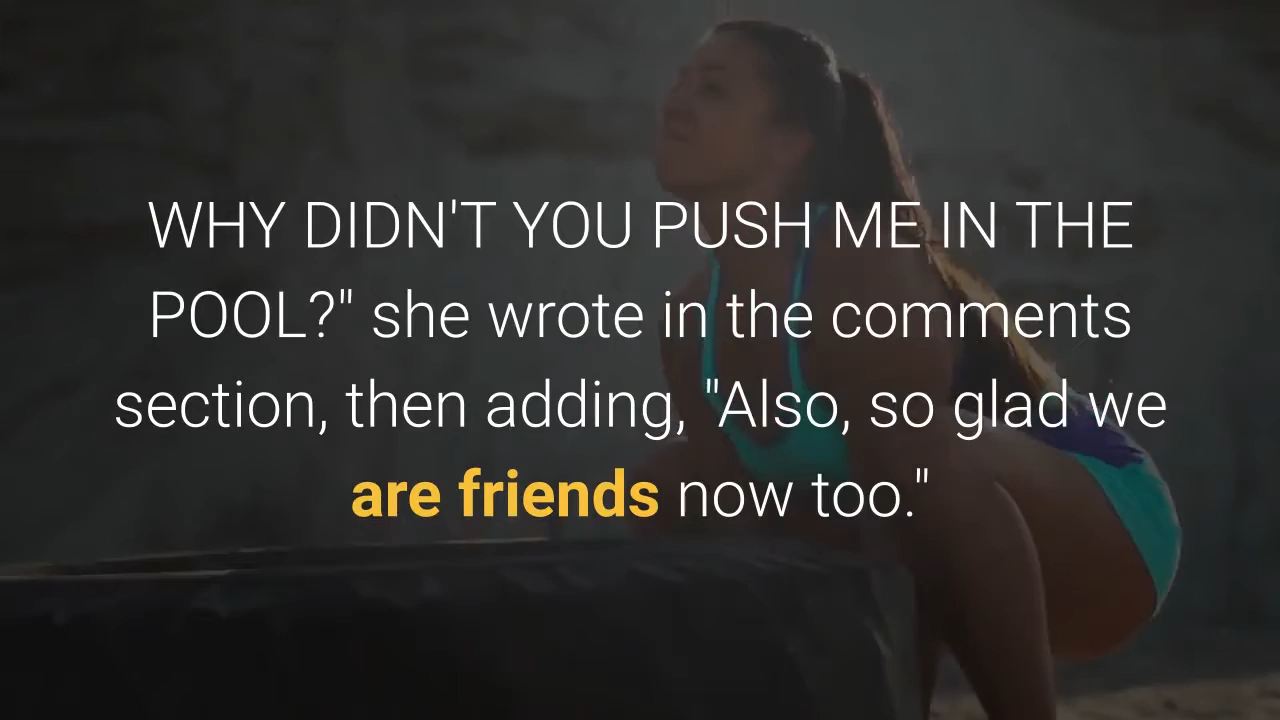 WHY DIDN'T YOU PUSH ME IN THE
POOL?" she wrote in the comments
section, then adding, "Also, so glad we
are friends now too."